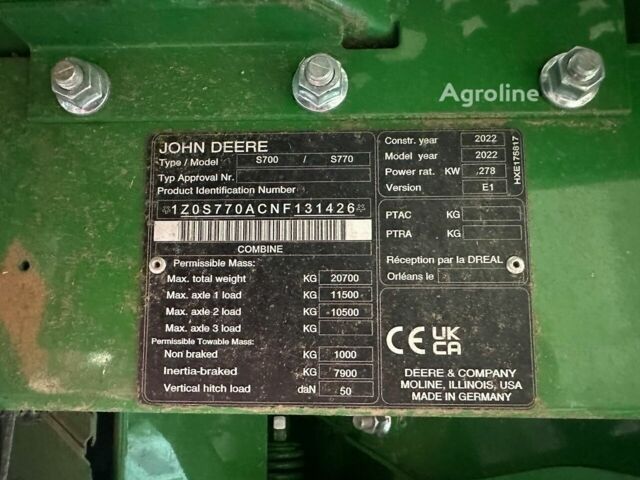 Agroline
JOHN DEERE
Type / Model S700 / S770
Typ Approval Nr.
Product Identification Number
*1Z0S770ACNF131426*
COMBINE
Permissible Mass:
Max. total weight KG 20700
Max. axle 1 load KG 11500
Max. axle 2 load KG 10500
Max. axle 3 load KG
Permissible Towable Mass:
Non braked KG 1000
Inertia-braked KG 7900
Vertical hitch load daN 50
Constr. year 2022
Model year 2022
Power rat. KW 278
Version E1
HXE175817
PTAC KG
PTRA KG
Réception par la DREAL
Orléans le
CE UK
CA
DEERE & COMPANY
MOLINE, ILLINOIS, USA
MADE IN GERMANY